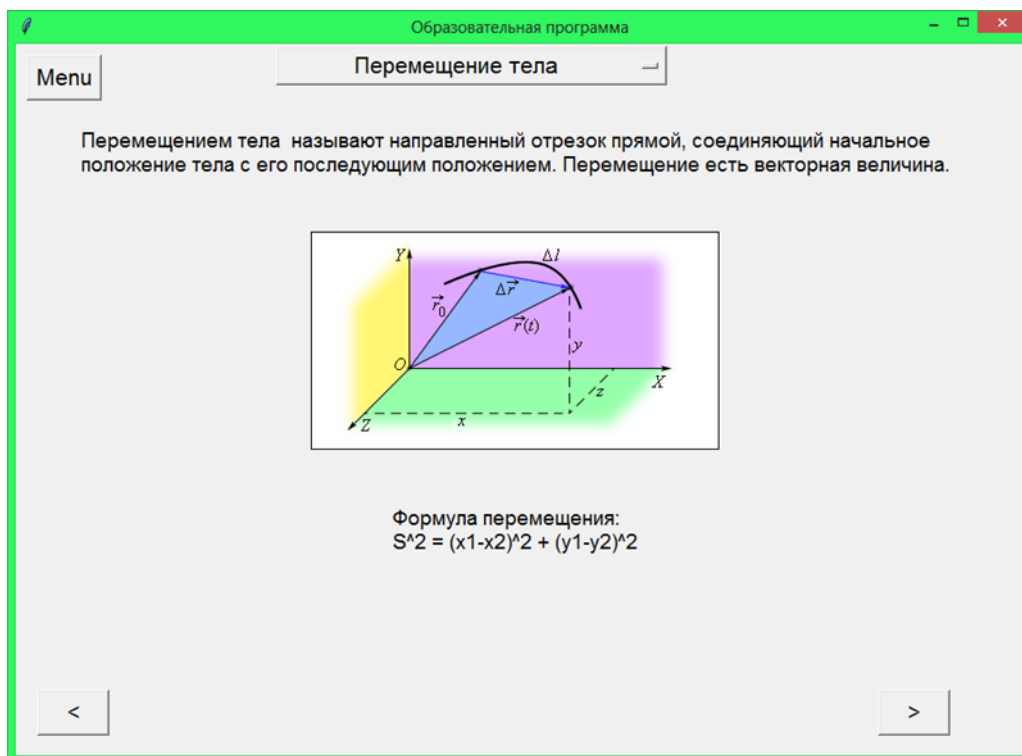 Образовательная программа
Menu
Перемещение тела
Перемещением тела  называют направленный отрезок прямой, соединяющий начальное
положение тела с его последующим положением. Перемещение есть векторная величина.
Y
Δl
Δr⃗
r⃗₀
r⃗(t)
y
O
X
z
Z
x
Формула перемещения:
S^2 = (x1-x2)^2 + (y1-y2)^2
<
>